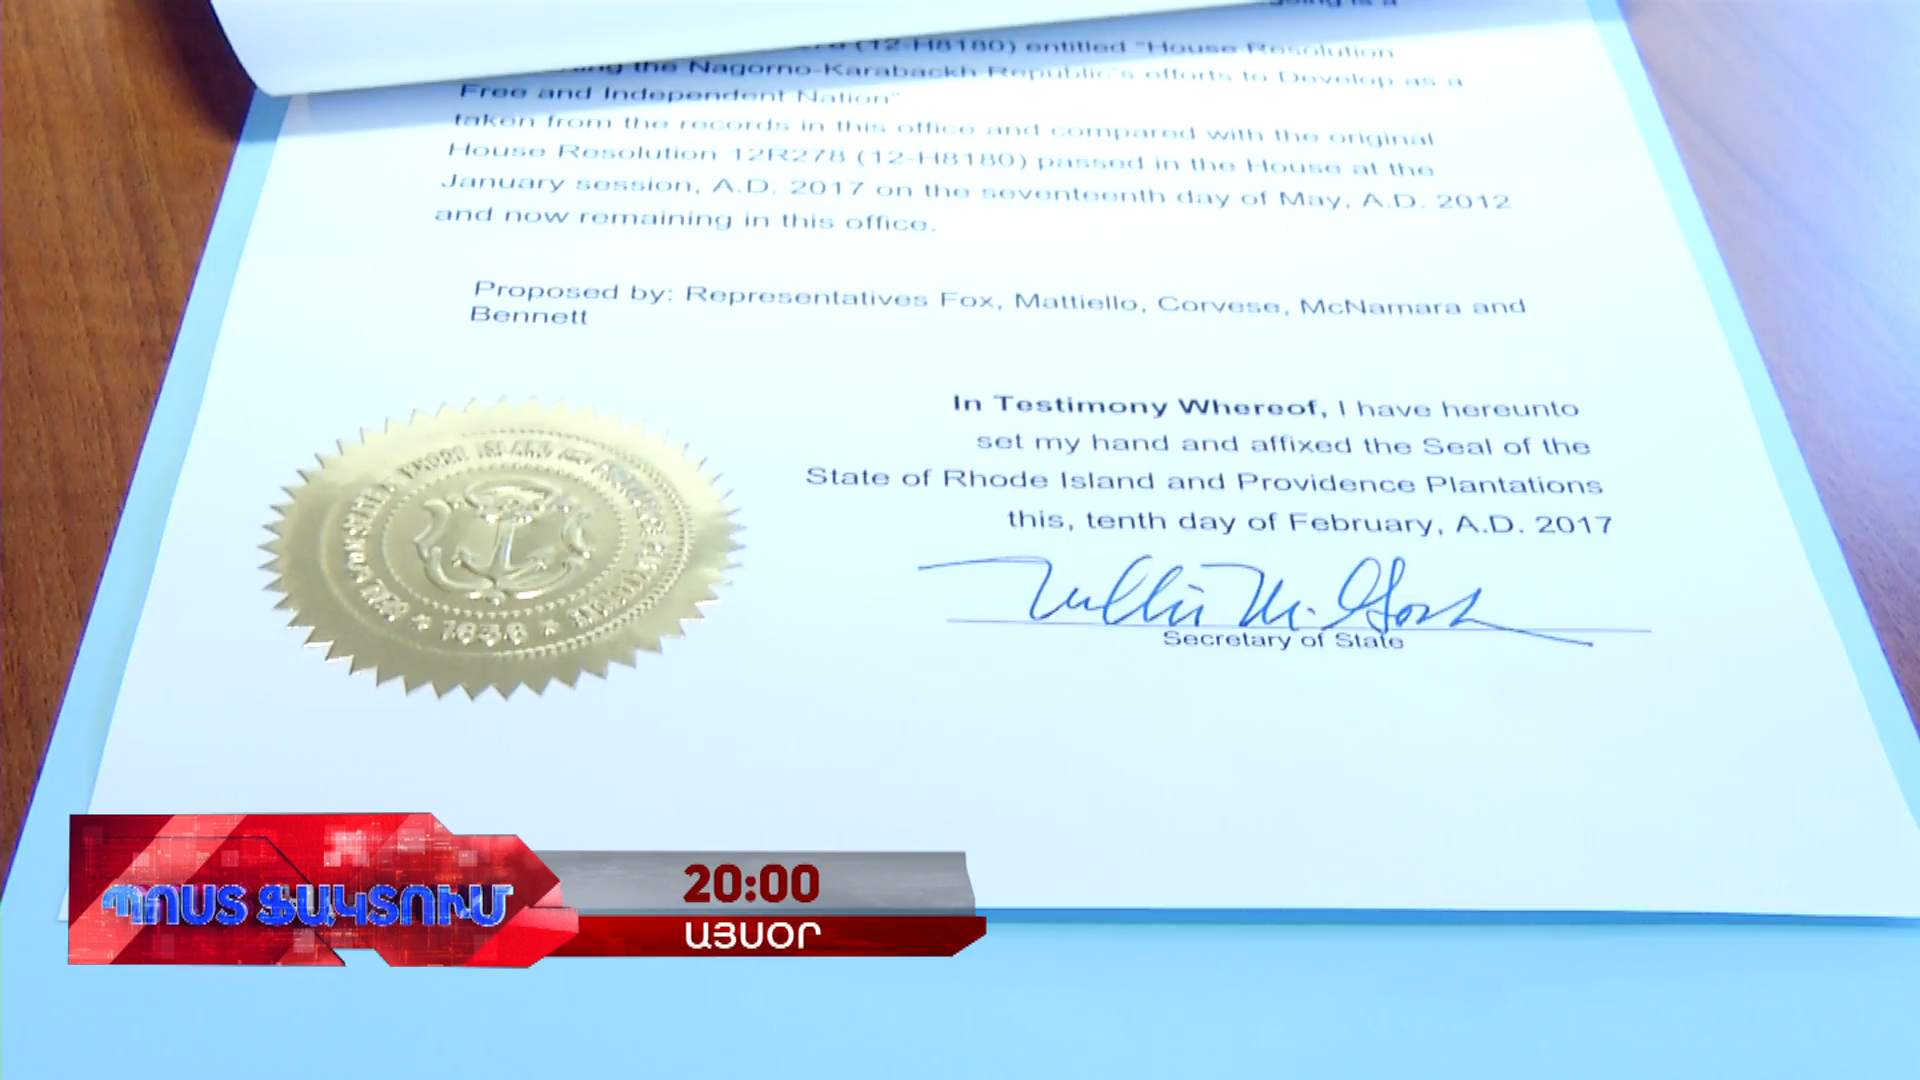 (12-H8180) entitled "House Resolution
the Nagorno-Karabackh Republic's efforts to Develop as a
Free and Independent Nation"
taken from the records in this office and compared with the original
House Resolution 12R278 (12-H8180) passed in the House at the
January session, A.D. 2017 on the seventeenth day of May, A.D. 2012
and now remaining in this office.
Proposed by: Representatives Fox, Mattiello, Corvese, McNamara and
Bennett
In Testimony Whereof, I have hereunto
set my hand and affixed the Seal of the
State of Rhode Island and Providence Plantations
this, tenth day of February, A.D. 2017
Secretary of State
1636
ՊՈՍՏ ՖԱԿՏՈՒՄ
20:00
ԱՅՍՕՐ